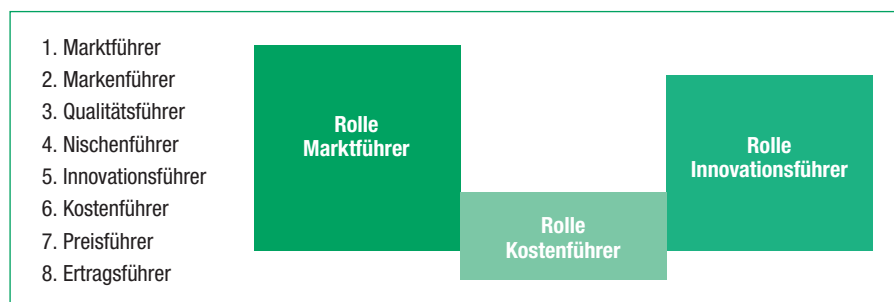 1. Marktführer
2. Markenführer
3. Qualitätsführer
4. Nischenführer
5. Innovationsführer
6. Kostenführer
7. Preisführer
8. Ertragsführer
Rolle
Marktführer
Rolle
Kostenführer
Rolle
Innovationsführer